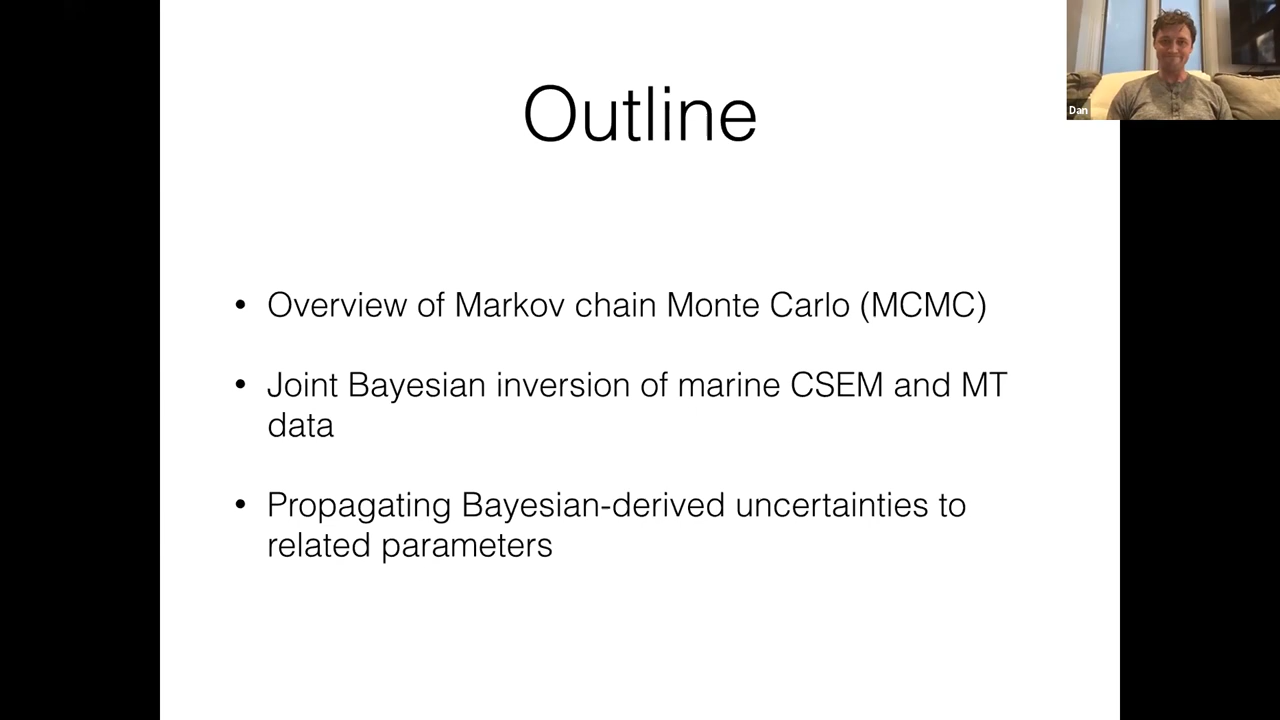 Outline
Dan
• Overview of Markov chain Monte Carlo (MCMC)
• Joint Bayesian inversion of marine CSEM and MT
data
• Propagating Bayesian-derived uncertainties to
related parameters